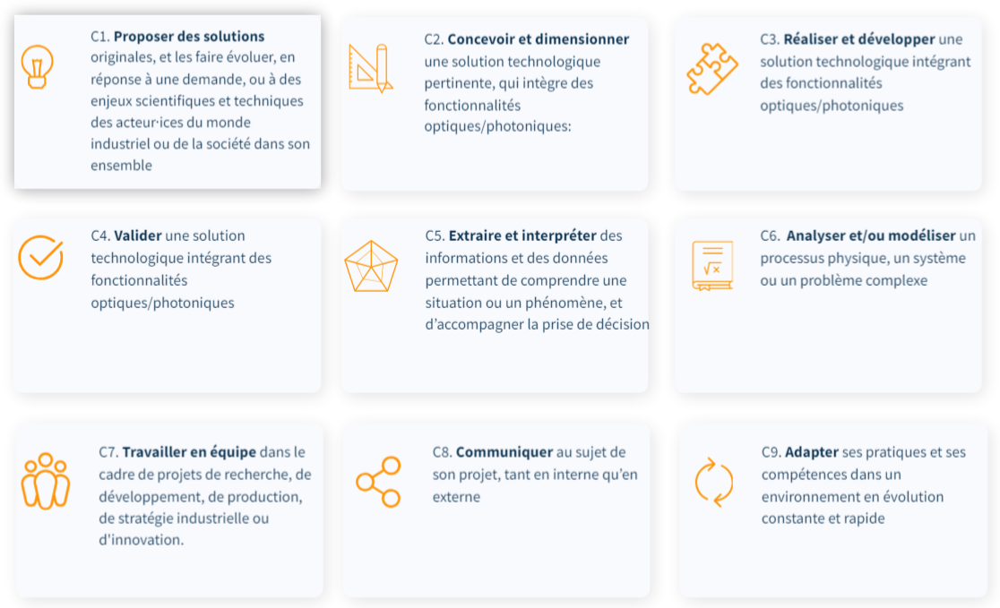 C1. Proposer des solutions
originales, et les faire évoluer, en
réponse à une demande, ou à des
enjeux scientifiques et techniques
des acteur·ices du monde
industriel ou de la société dans son
ensemble
C2. Concevoir et dimensionner
une solution technologique
pertinente, qui intègre des
fonctionnalités
optiques/photoniques:
C3. Réaliser et développer une
solution technologique intégrant
des fonctionnalités
optiques/photoniques
C4. Valider une solution
technologique intégrant des
fonctionnalités
optiques/photoniques
C5. Extraire et interpréter des
informations et des données
permettant de comprendre une
situation ou un phénomène, et
d’accompagner la prise de décision
C6. Analyser et/ou modéliser un
processus physique, un système
ou un problème complexe
√x
C7. Travailler en équipe dans le
cadre de projets de recherche, de
développement, de production,
de stratégie industrielle ou
d'innovation.
C8. Communiquer au sujet de
son projet, tant en interne qu’en
externe
C9. Adapter ses pratiques et ses
compétences dans un
environnement en évolution
constante et rapide